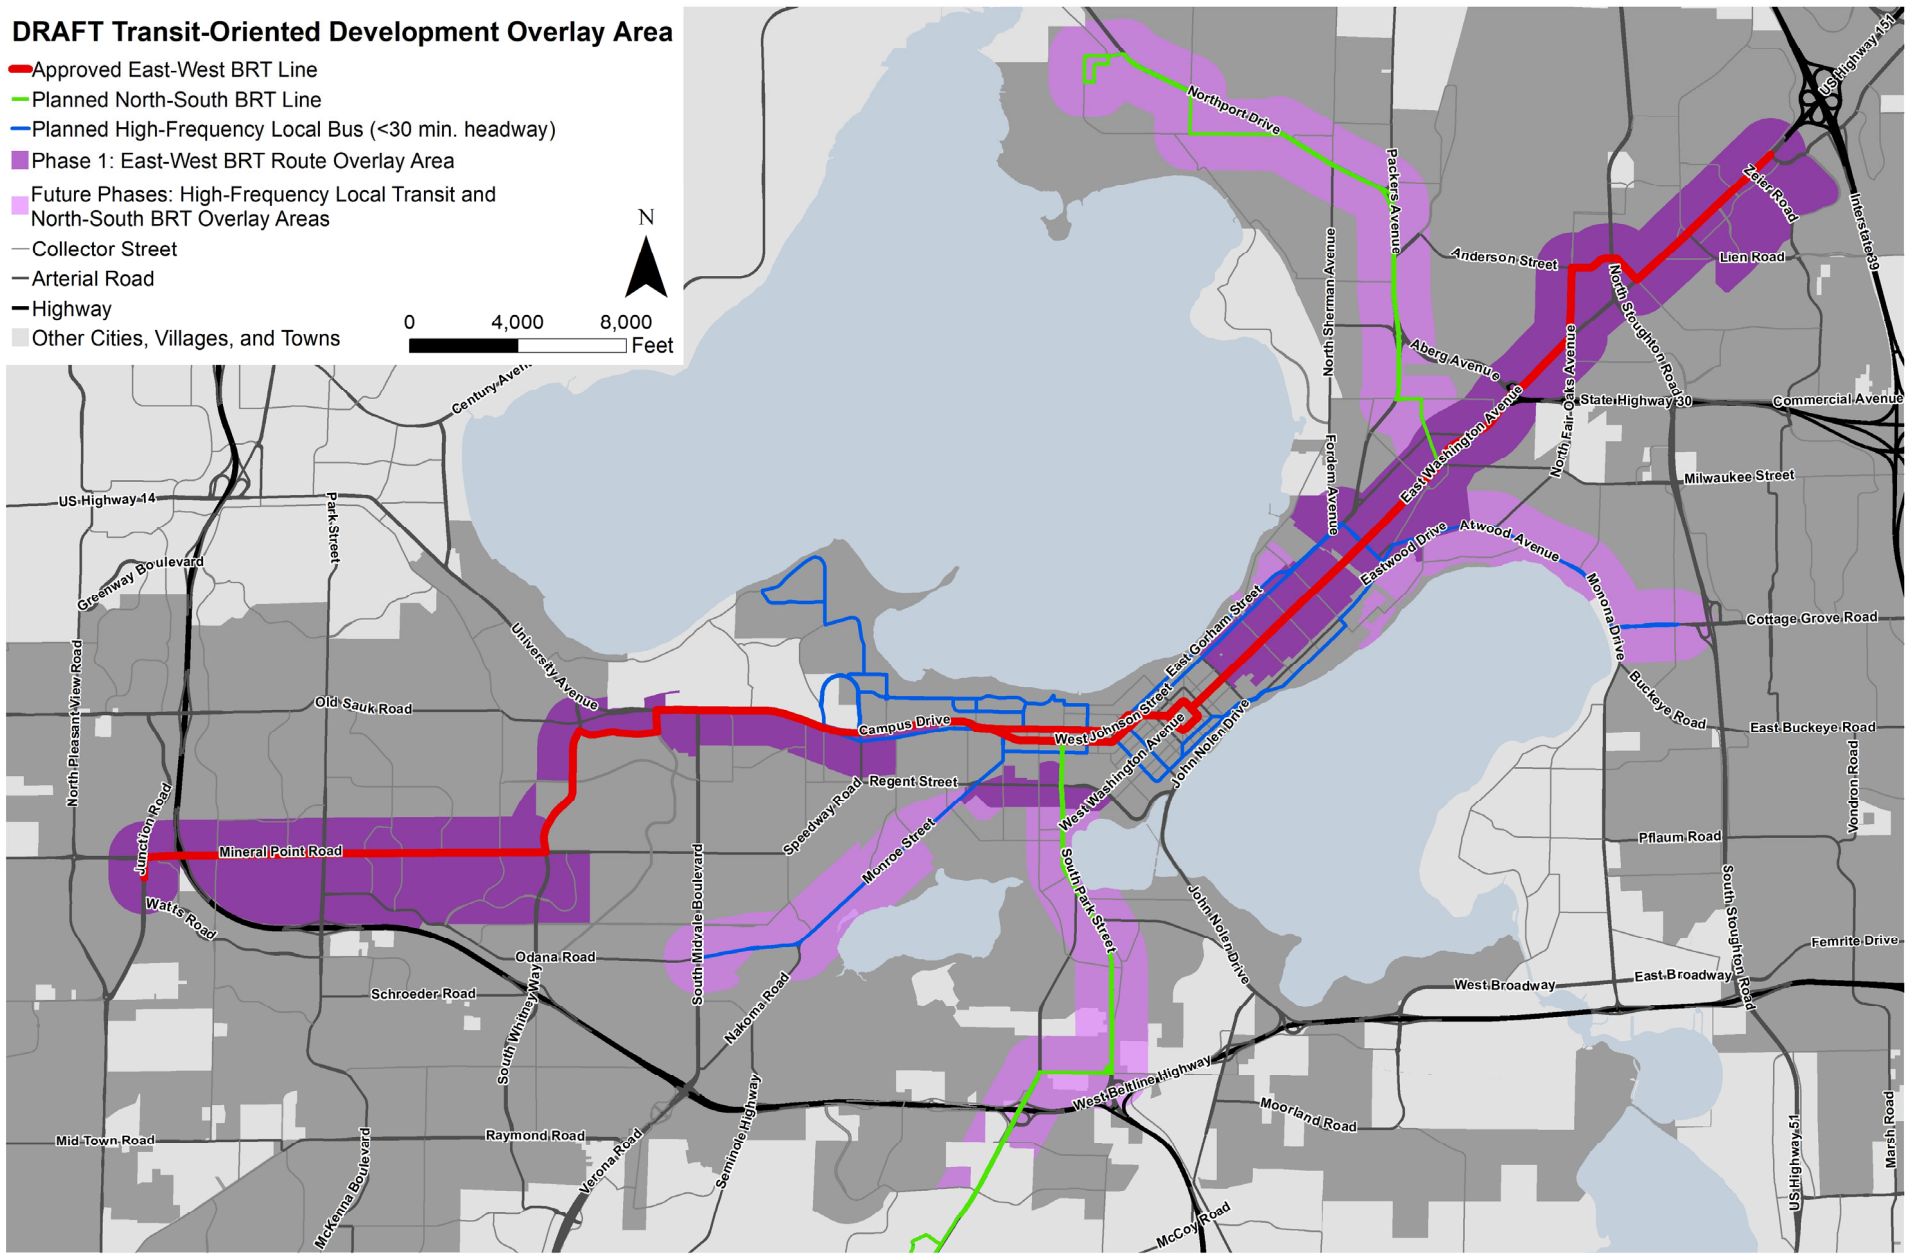 DRAFT Transit-Oriented Development Overlay Area
Approved East-West BRT Line
Planned North-South BRT Line
Planned High-Frequency Local Bus (<30 min. headway)
Phase 1: East-West BRT Route Overlay Area
Future Phases: High-Frequency Local Transit and
North-South BRT Overlay Areas
Collector Street
Arterial Road
Highway
Other Cities, Villages, and Towns
N
0 4,000 8,000
Feet
US Highway 151
Northport Drive
Packers Avenue
Zeier Road
Interstate 39
Anderson Street
Lien Road
North Sherman Avenue
North Stoughton Road
Aberg Avenue
North Fair Oaks Avenue
State Highway 30
Commercial Avenue
Century Aven
East Washington Avenue
Fordem Avenue
Milwaukee Street
US Highway 14
Park Street
Atwood Avenue
Eastwood Drive
Greenway Boulevard
Monona Drive
Cottage Grove Road
East Gorham Street
University Avenue
North Pleasant View Road
Old Sauk Road
Buckeye Road
East Buckeye Road
Campus Drive
West Johnson Street
West Washington Avenue
John Nolen Drive
Regent Street
Speedway Road
Junction Road
Vondron Road
Mineral Point Road
Monroe Street
Pflaum Road
South Park Street
South Midvale Boulevard
South Stoughton Road
Watts Road
John Nolen Drive
Femrite Drive
Odana Road
East Broadway
West Broadway
Schroeder Road
South Whitney Way
Nakoma Road
West Beltline Highway
Moorland Road
Seminole Highway
Mid Town Road
Raymond Road
McKenna Boulevard
Verona Road
McCoy Road
US Highway 51
Marsh Road